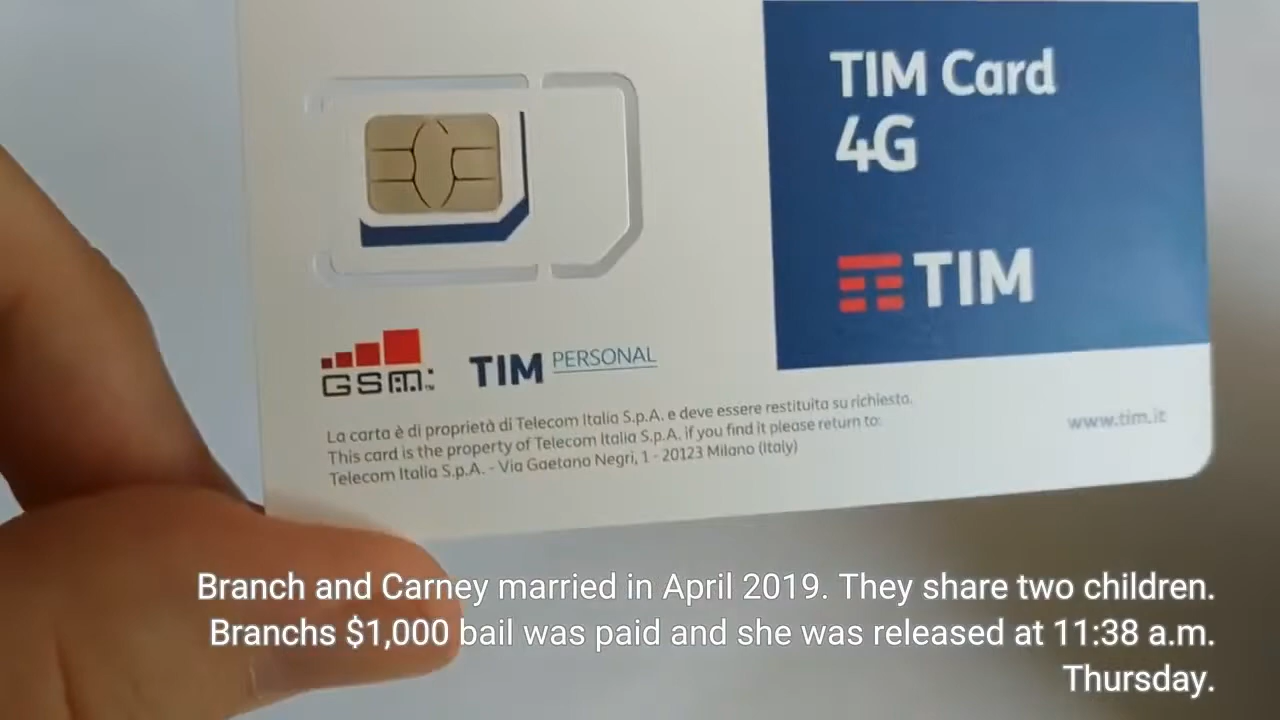 TIM Card
4G
TIM
GSM™
TIM PERSONAL
La carta è di proprietà di Telecom Italia S.p.A. e deve essere restituita su richiesta.
This card is the property of Telecom Italia S.p.A. if you find it please return to:
Telecom Italia S.p.A. - Via Gaetano Negri, 1 - 20123 Milano (Italy)
www.tim.it
Branch and Carney married in April 2019. They share two children.
Branchs $1,000 bail was paid and she was released at 11:38 a.m.
Thursday.